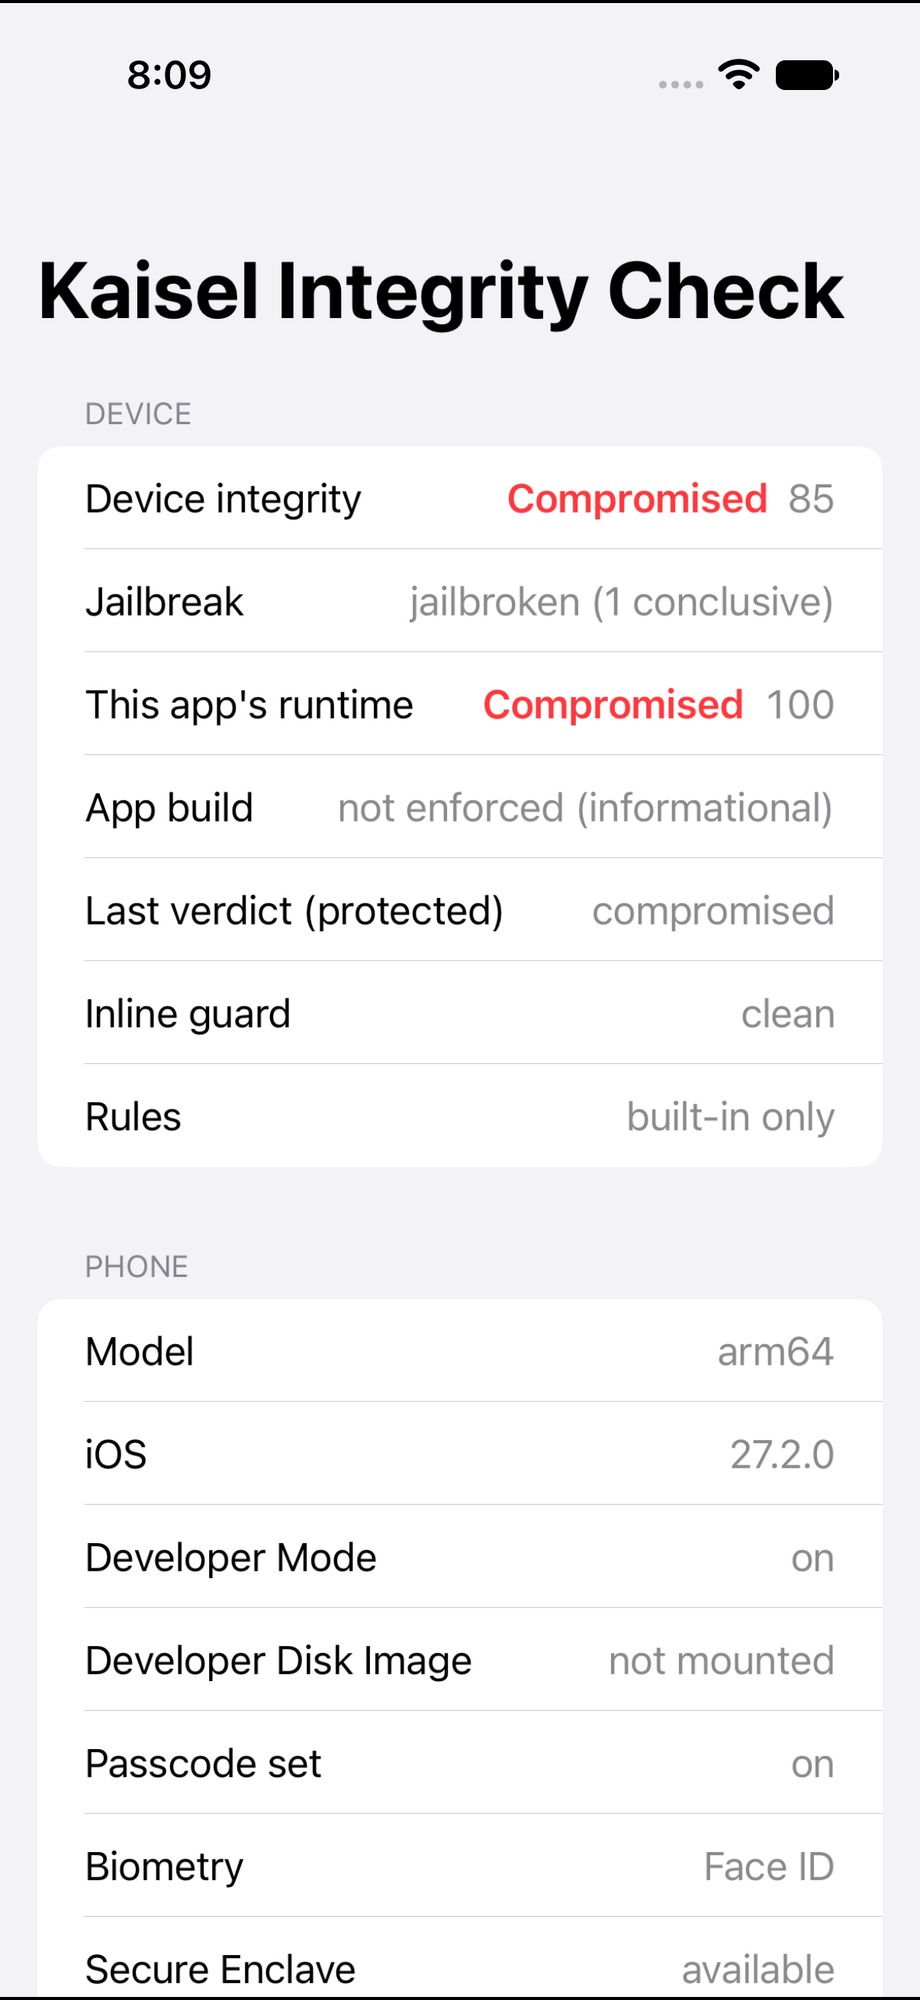 8:09
Kaisel Integrity Check
DEVICE
Device integrity Compromised 85
Jailbreak jailbroken (1 conclusive)
This app's runtime Compromised 100
App build not enforced (informational)
Last verdict (protected) compromised
Inline guard clean
Rules built-in only
PHONE
Model arm64
iOS 27.2.0
Developer Mode on
Developer Disk Image not mounted
Passcode set on
Biometry Face ID
Secure Enclave available